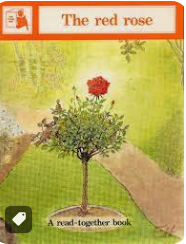 The red rose
A read-together book